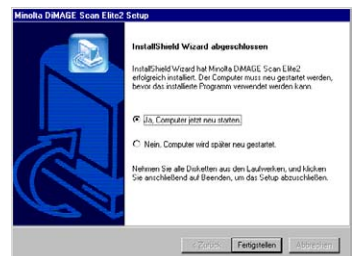 Minolta DiMAGE Scan Elite2 Setup
InstallShield Wizard abgeschlossen
InstallShield Wizard hat Minolta DiMAGE Scan Elite2
erfolgreich installiert. Der Computer muss neu gestartet werden,
bevor das installierte Programm verwendet werden kann.
Ja, Computer jetzt neu starten.
Nein, Computer wird später neu gestartet.
Nehmen Sie alle Disketten aus den Laufwerken, und klicken
Sie anschließend auf Beenden, um das Setup abzuschließen.
< Zurück Fertigstellen Abbrechen